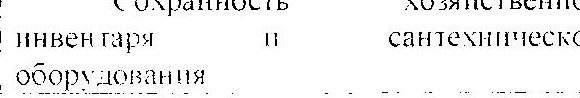 Сохранность хозяйственно
инвентаря и сантехническо
оборудования